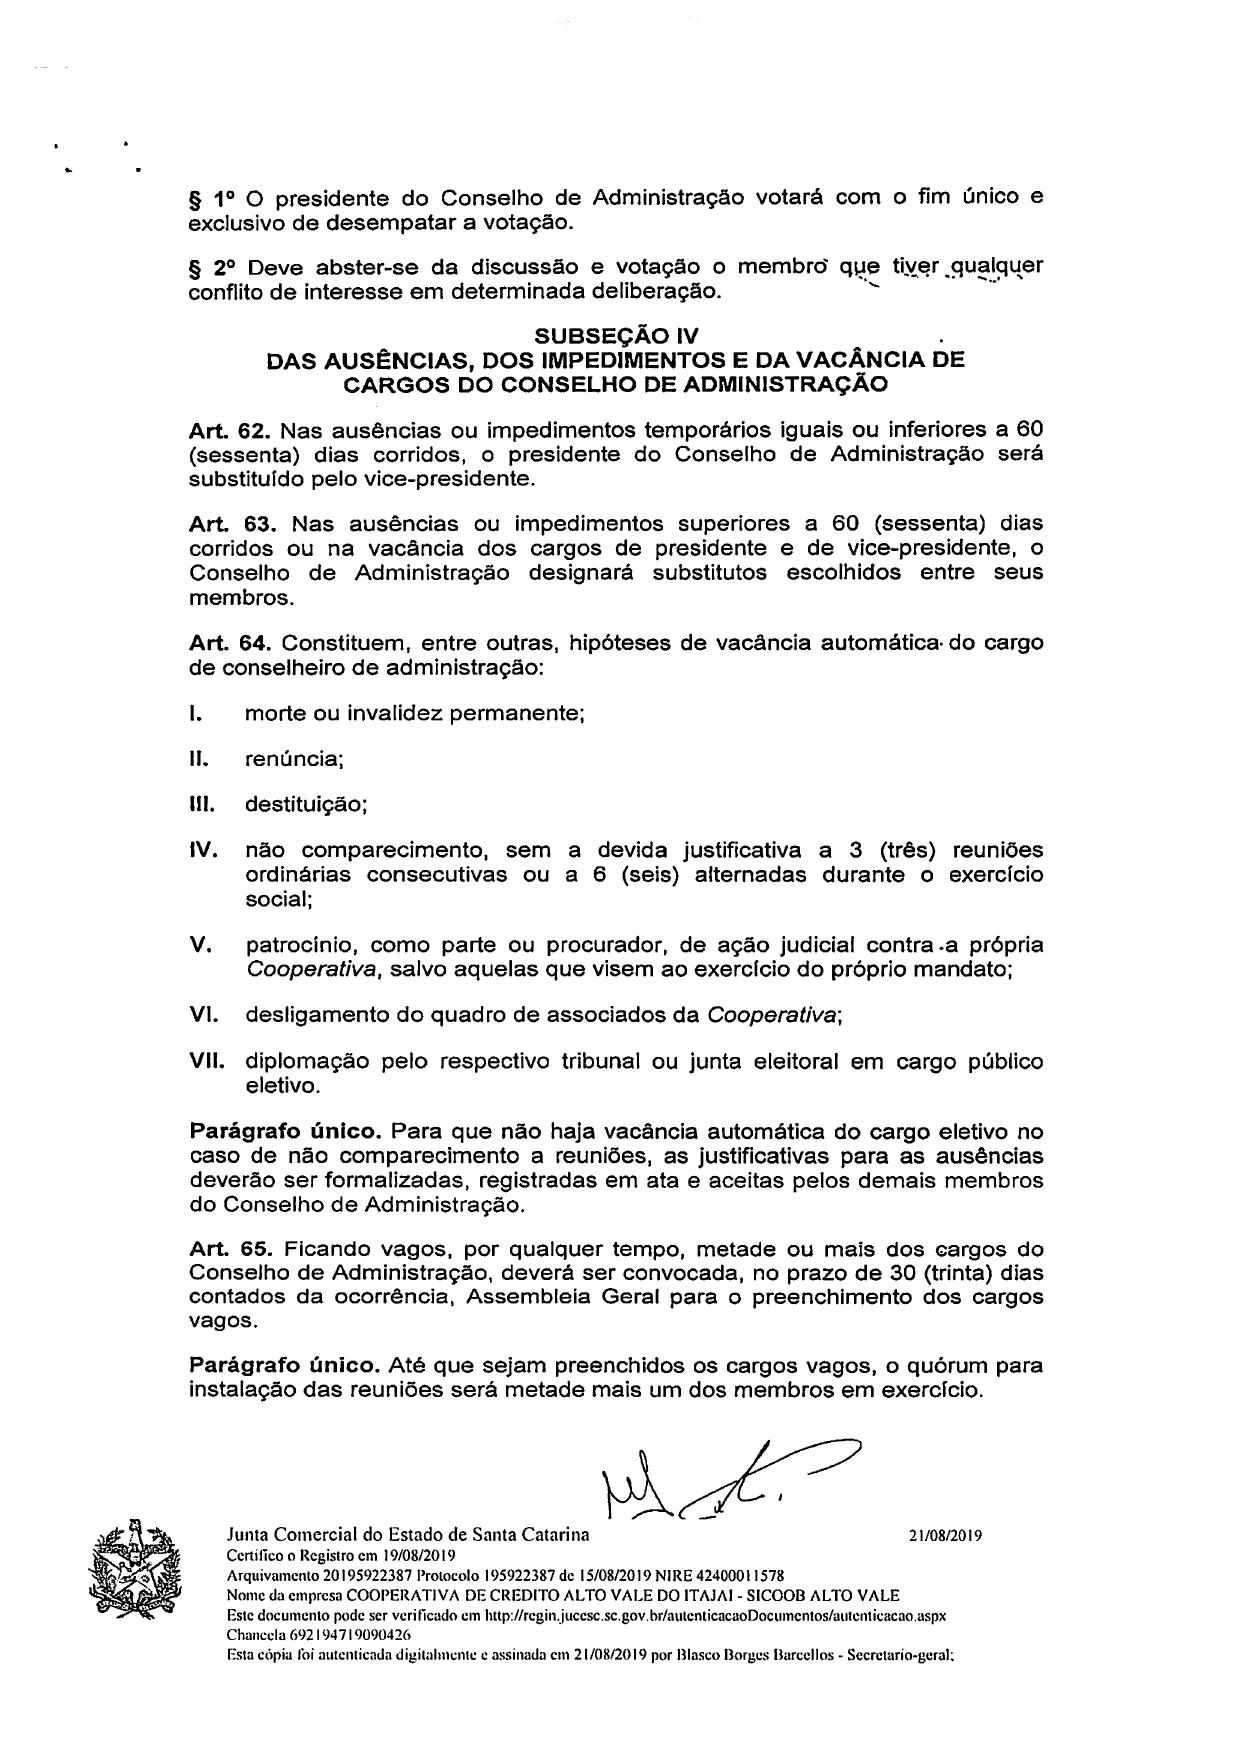 § 1º O presidente do Conselho de Administração votará com o fim único e
exclusivo de desempatar a votação.
§ 2º Deve abster-se da discussão e votação o membro que tiver qualquer
conflito de interesse em determinada deliberação.
SUBSEÇÃO IV
DAS AUSÊNCIAS, DOS IMPEDIMENTOS E DA VACÂNCIA DE
CARGOS DO CONSELHO DE ADMINISTRAÇÃO
Art. 62. Nas ausências ou impedimentos temporários iguais ou inferiores a 60
(sessenta) dias corridos, o presidente do Conselho de Administração será
substituído pelo vice-presidente.
Art. 63. Nas ausências ou impedimentos superiores a 60 (sessenta) dias
corridos ou na vacância dos cargos de presidente e de vice-presidente, o
Conselho de Administração designará substitutos escolhidos entre seus
membros.
Art. 64. Constituem, entre outras, hipóteses de vacância automática do cargo
de conselheiro de administração:
I. morte ou invalidez permanente;
II. renúncia;
III. destituição;
IV. não comparecimento, sem a devida justificativa a 3 (três) reuniões
ordinárias consecutivas ou a 6 (seis) alternadas durante o exercício
social;
V. patrocínio, como parte ou procurador, de ação judicial contra a própria
Cooperativa, salvo aquelas que visem ao exercício do próprio mandato;
VI. desligamento do quadro de associados da Cooperativa;
VII. diplomação pelo respectivo tribunal ou junta eleitoral em cargo público
eletivo.
Parágrafo único. Para que não haja vacância automática do cargo eletivo no
caso de não comparecimento a reuniões, as justificativas para as ausências
deverão ser formalizadas, registradas em ata e aceitas pelos demais membros
do Conselho de Administração.
Art. 65. Ficando vagos, por qualquer tempo, metade ou mais dos cargos do
Conselho de Administração, deverá ser convocada, no prazo de 30 (trinta) dias
contados da ocorrência, Assembleia Geral para o preenchimento dos cargos
vagos.
Parágrafo único. Até que sejam preenchidos os cargos vagos, o quórum para
instalação das reuniões será metade mais um dos membros em exercício.
Junta Comercial do Estado de Santa Catarina 21/08/2019
Certifico o Registro em 19/08/2019
Arquivamento 20195922387 Protocolo 195922387 de 15/08/2019 NIRE 42400011578
Nome da empresa COOPERATIVA DE CREDITO ALTO VALE DO ITAJAI - SICOOB ALTO VALE
Este documento pode ser verificado em http://regin.jucesc.sc.gov.br/autenticacaoDocumentos/autenticacao.aspx
Chancela 692194719090426
Esta cópia foi autenticada digitalmente e assinada em 21/08/2019 por Blasco Borges Barcellos - Secretario-geral;